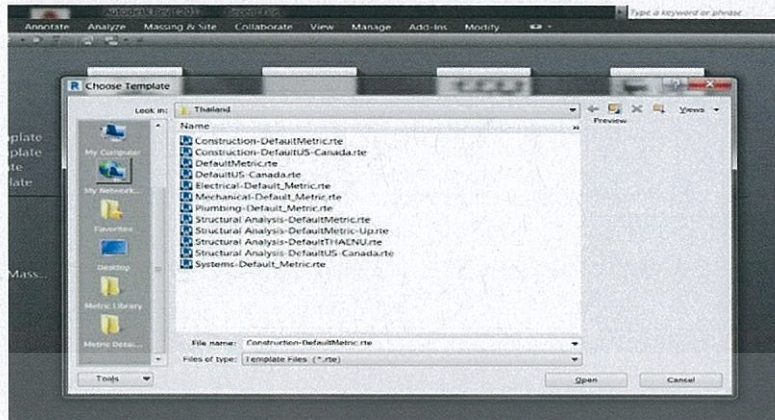 Type a keyword or phrase
Annotate Analyze Massing & Site Collaborate View Manage Add-Ins Modify
Choose Template
Look in: Thailand
Views
Name
Preview
My Computer
My Network...
Favorites
Desktop
Metric Library
Metric Detai...
Construction-DefaultMetric.rte
Construction-DefaultUS-Canada.rte
DefaultMetric.rte
DefaultUS-Canada.rte
Electrical-Default_Metric.rte
Mechanical-Default_Metric.rte
Plumbing-Default_Metric.rte
Structural Analysis-DefaultMetric.rte
Structural Analysis-DefaultMetric-Up.rte
Structural Analysis-DefaultTHAENU.rte
Structural Analysis-DefaultUS-Canada.rte
Systems-Default_Metric.rte
plate
plate
te
late
Mass...
File name: Construction-DefaultMetric.rte
Files of type: Template Files (*.rte)
Tools
Open
Cancel